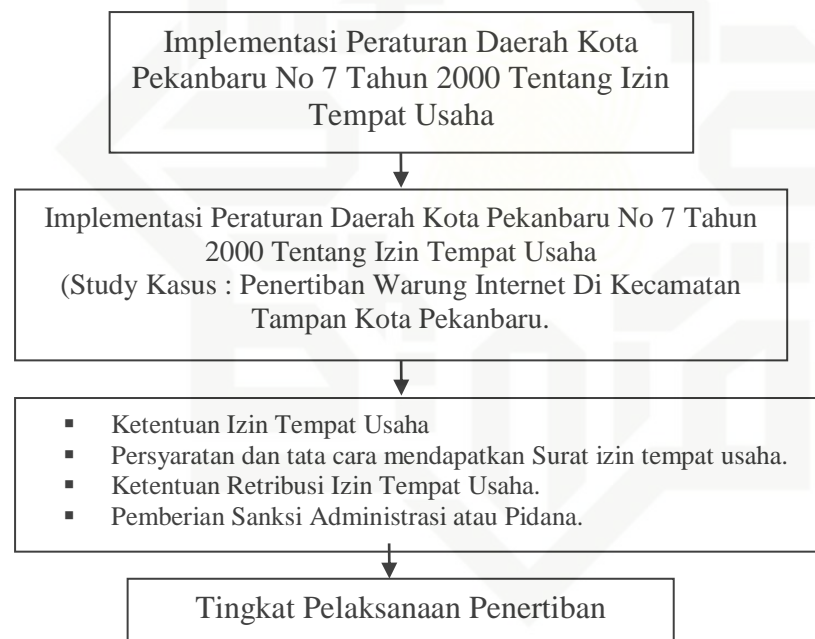 Implementasi Peraturan Daerah Kota
Pekanbaru No 7 Tahun 2000 Tentang Izin
Tempat Usaha
Implementasi Peraturan Daerah Kota Pekanbaru No 7 Tahun
2000 Tentang Izin Tempat Usaha
(Study Kasus : Penertiban Warung Internet Di Kecamatan
Tampan Kota Pekanbaru.
▪ Ketentuan Izin Tempat Usaha
▪ Persyaratan dan tata cara mendapatkan Surat izin tempat usaha.
▪ Ketentuan Retribusi Izin Tempat Usaha.
▪ Pemberian Sanksi Administrasi atau Pidana.
Tingkat Pelaksanaan Penertiban